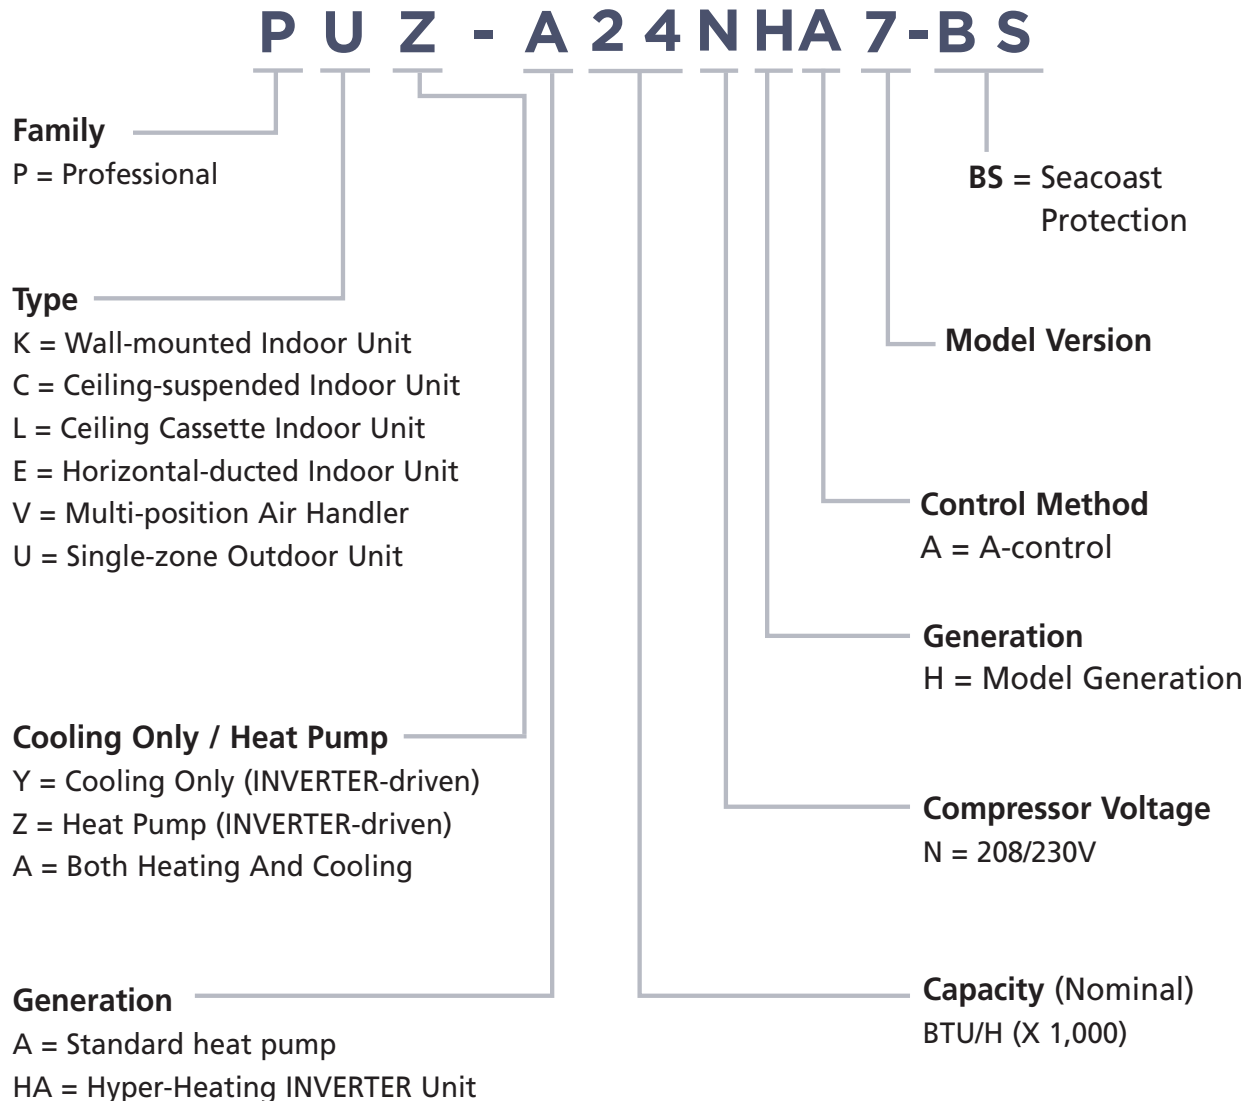 PUZ-A24NHA7-BS
Family
P = Professional
Type
K = Wall-mounted Indoor Unit
C = Ceiling-suspended Indoor Unit
L = Ceiling Cassette Indoor Unit
E = Horizontal-ducted Indoor Unit
V = Multi-position Air Handler
U = Single-zone Outdoor Unit
Cooling Only / Heat Pump
Y = Cooling Only (INVERTER-driven)
Z = Heat Pump (INVERTER-driven)
A = Both Heating And Cooling
Generation
A = Standard heat pump
HA = Hyper-Heating INVERTER Unit
BS = Seacoast
Protection
Model Version
Control Method
A = A-control
Generation
H = Model Generation
Compressor Voltage
N = 208/230V
Capacity (Nominal)
BTU/H (X 1,000)